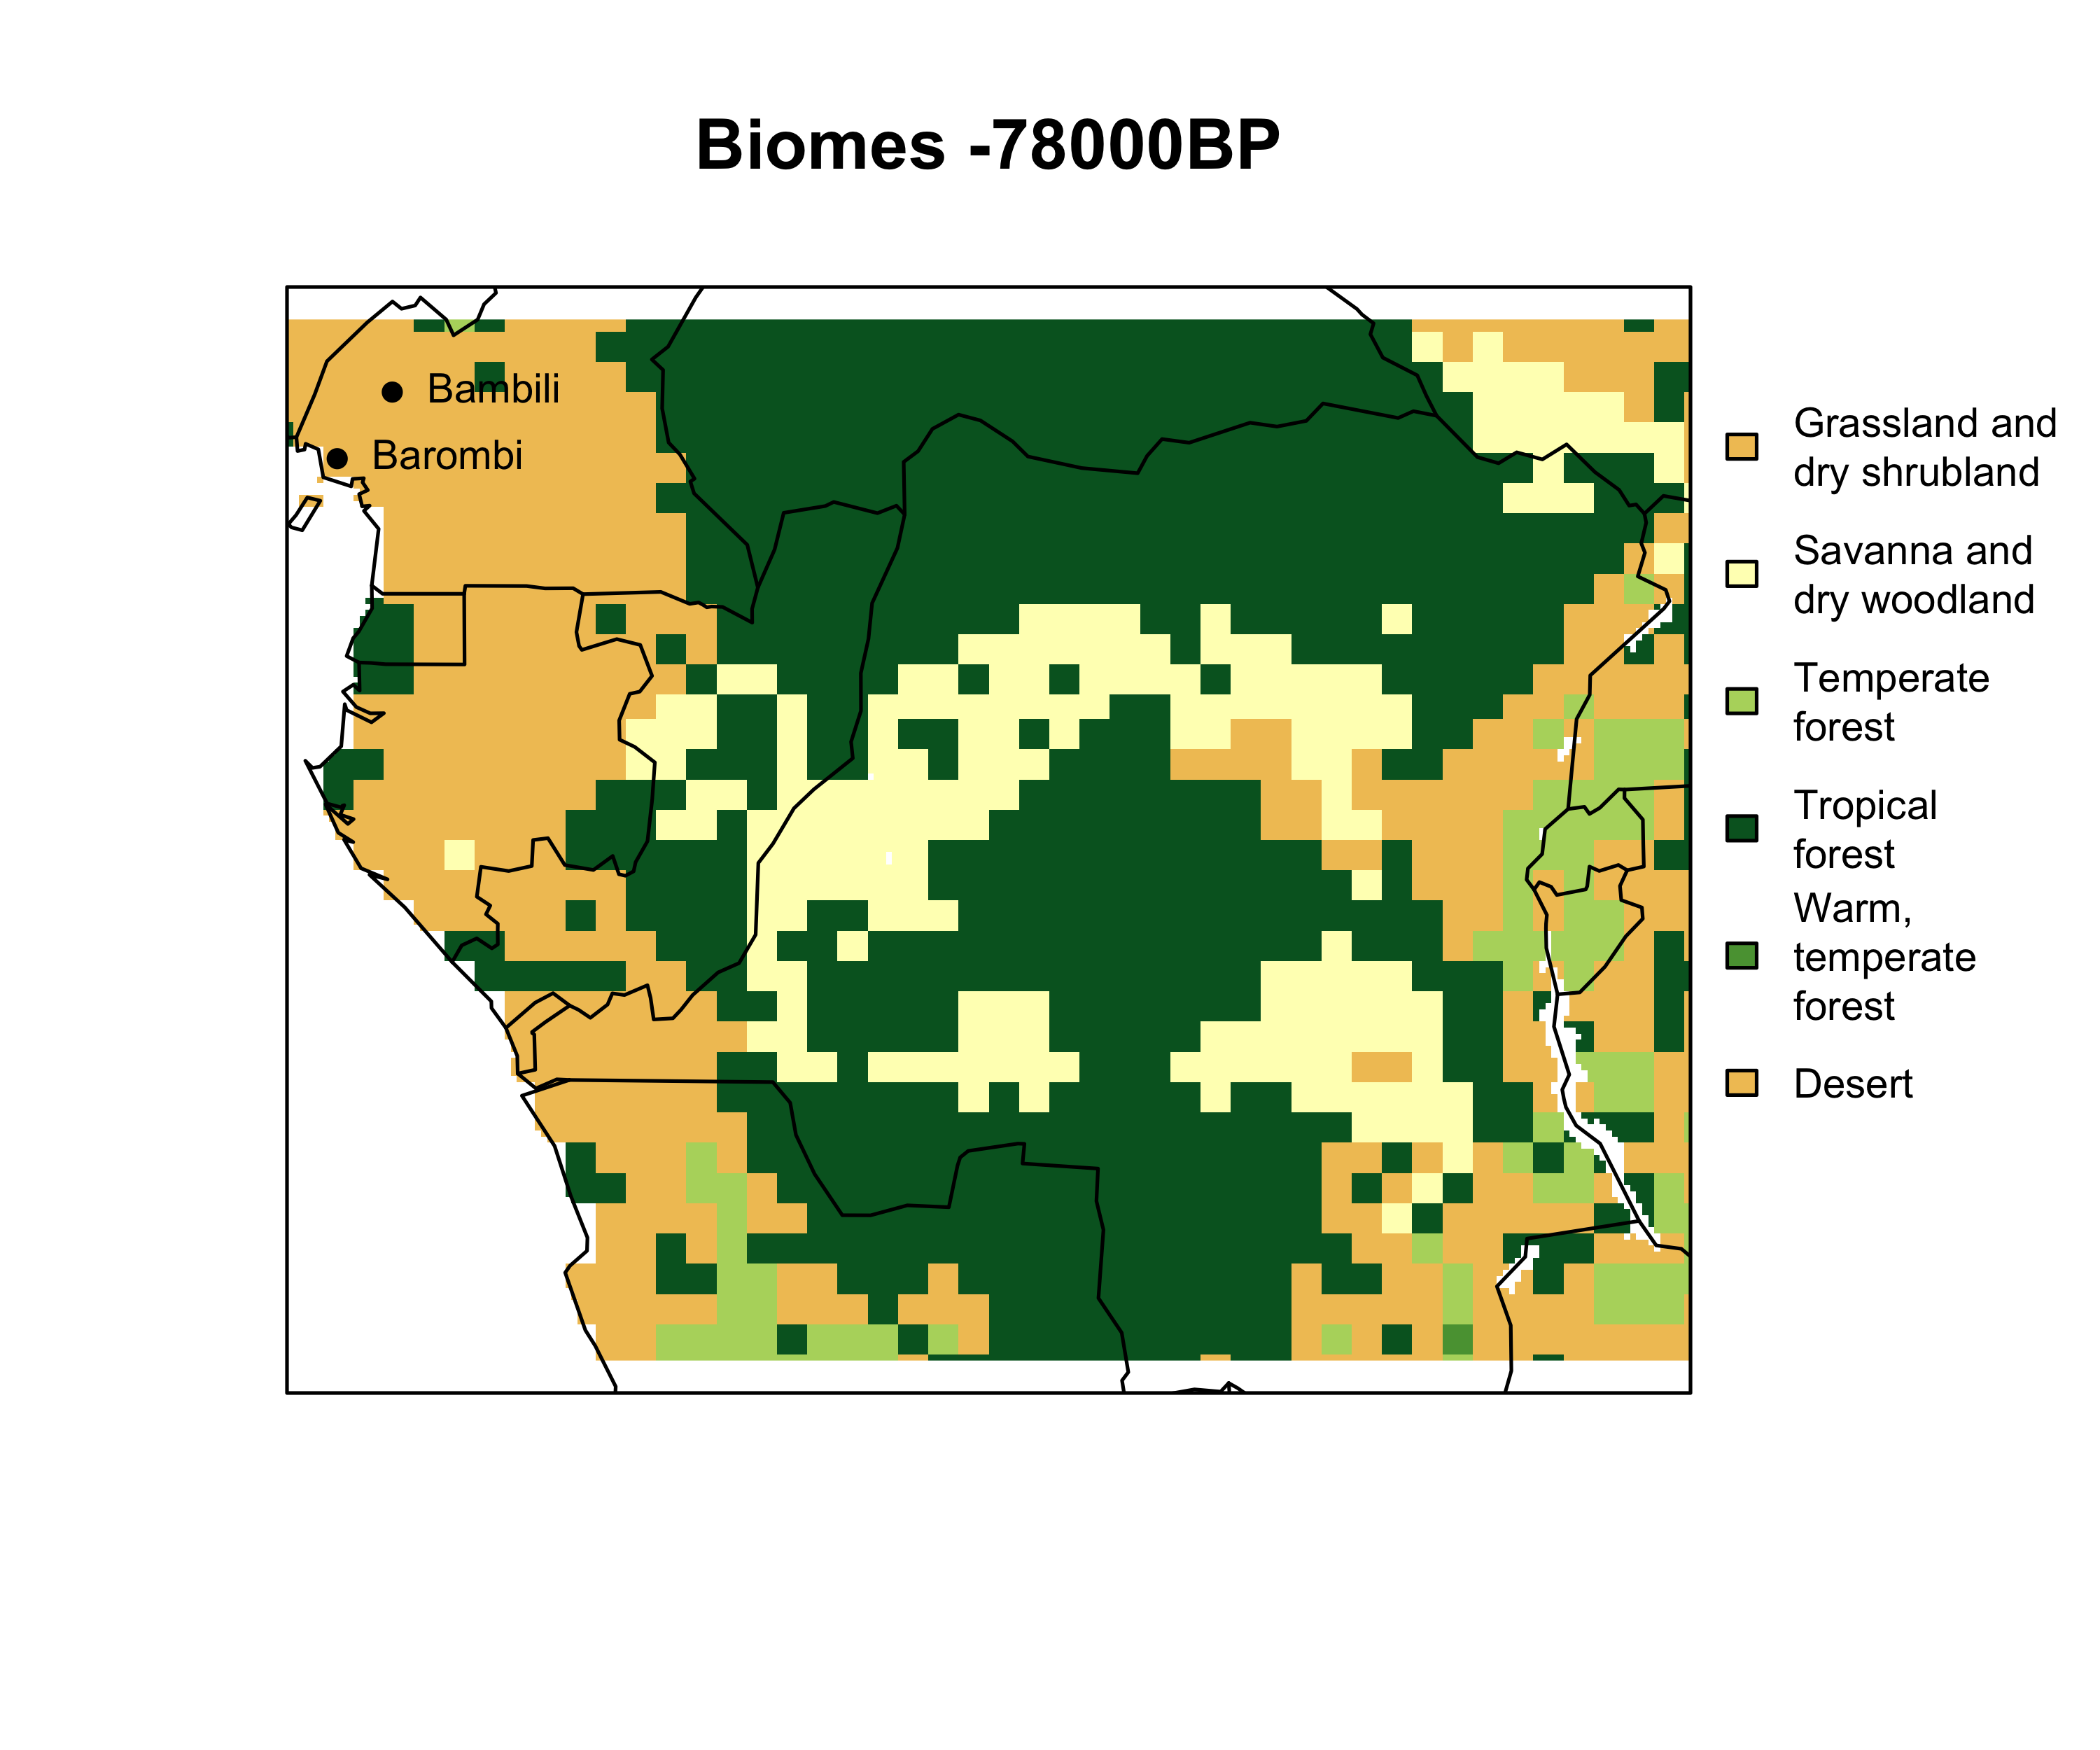 Biomes -78000BP
Bambili
Barombi
Grassland and
dry shrubland
Savanna and
dry woodland
Temperate
forest
Tropical
forest
Warm,
temperate
forest
Desert